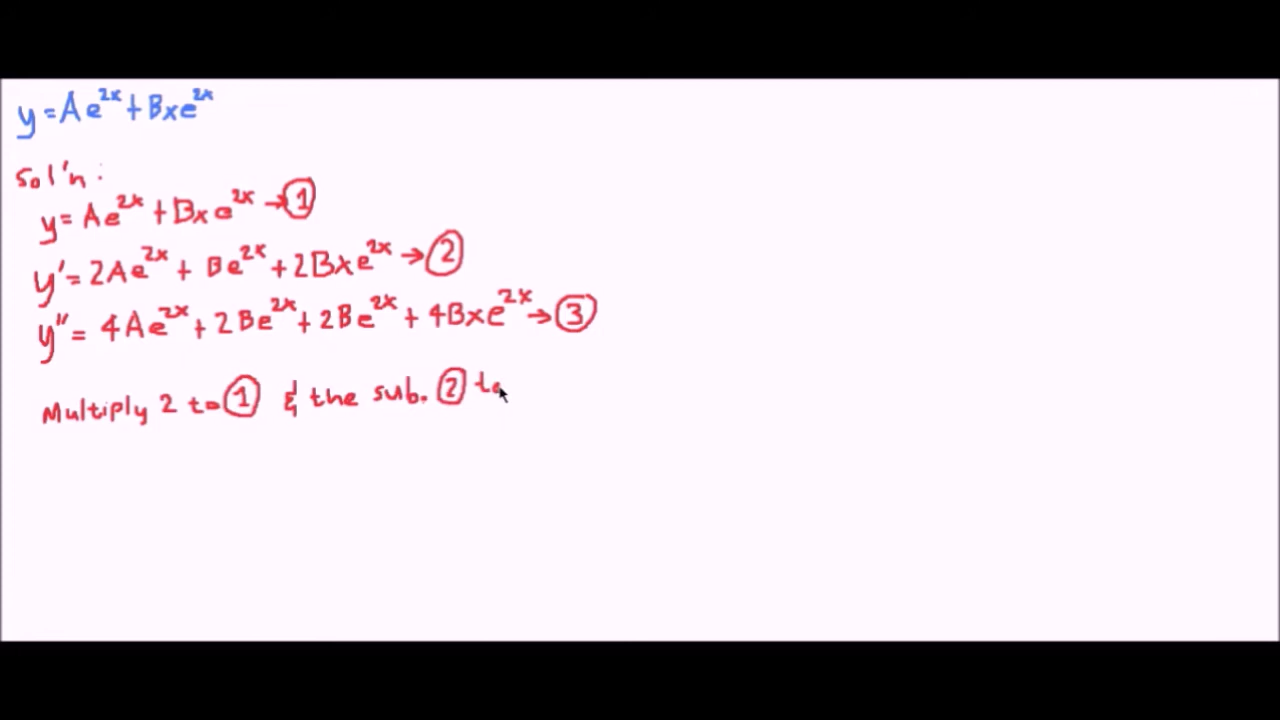 y = Ae^{2x} + Bxe^{2x}
Sol'n :
y = Ae^{2x} + Bxe^{2x} → ①
y' = 2Ae^{2x} + Be^{2x} + 2Bxe^{2x} → ②
y'' = 4Ae^{2x} + 2Be^{2x} + 2Be^{2x} + 4Bxe^{2x} → ③
Multiply 2 to ① & the sub. ② to